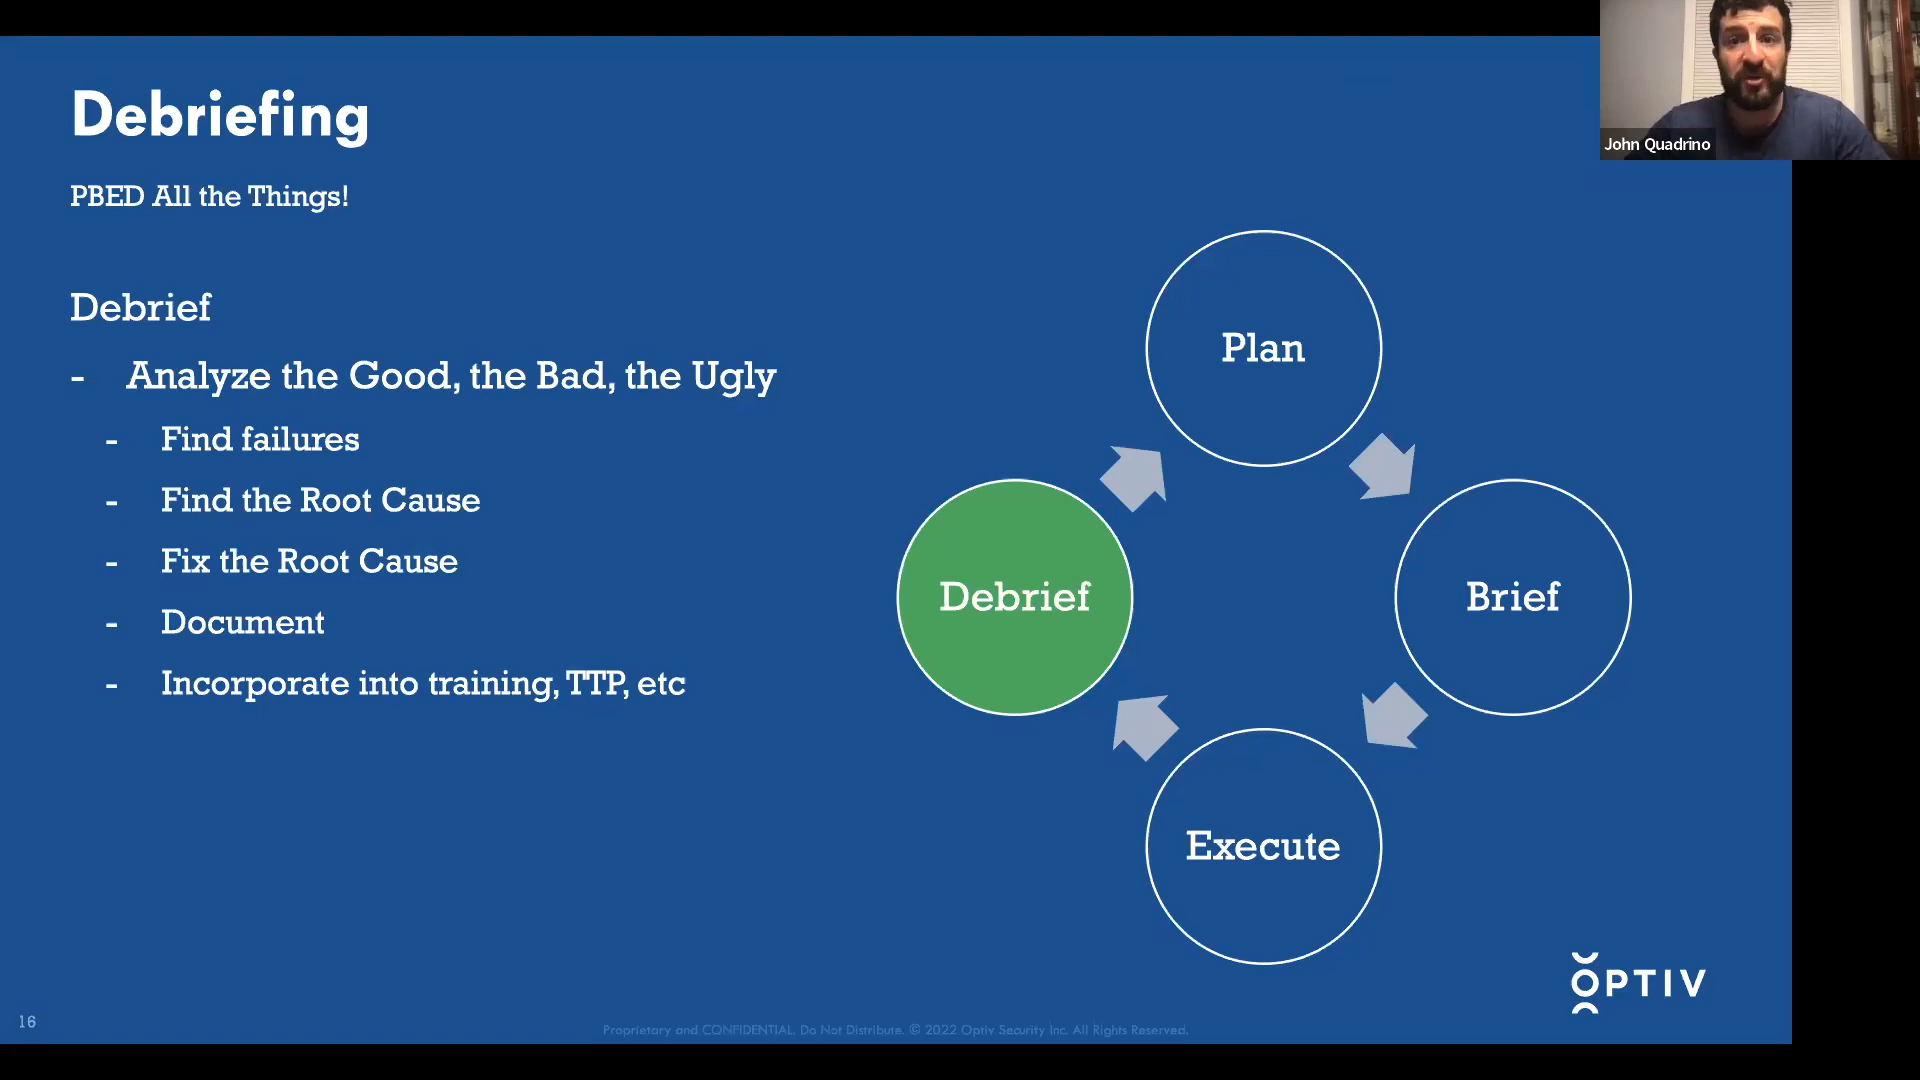 Debriefing
PBED All the Things!
Debrief
- Analyze the Good, the Bad, the Ugly
- Find failures
- Find the Root Cause
- Fix the Root Cause
- Document
- Incorporate into training, TTP, etc
Plan
Brief
Execute
Debrief
John Quadrino
OPTIV
16
Proprietary and CONFIDENTIAL. Do Not Distribute. © 2022 Optiv Security Inc. All Rights Reserved.